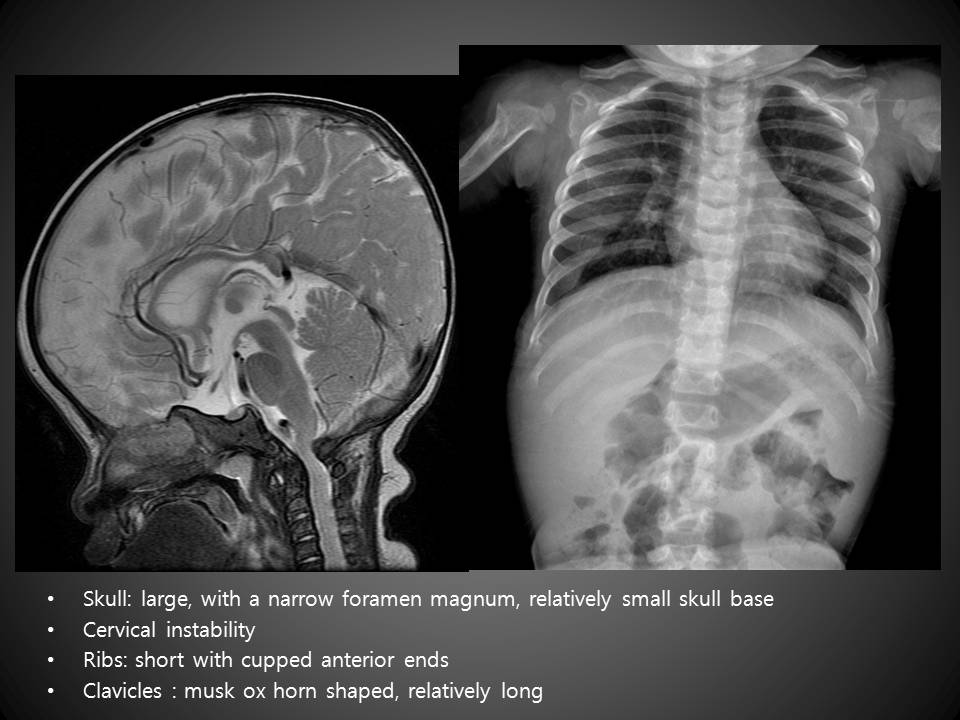 • Skull: large, with a narrow foramen magnum, relatively small skull base
• Cervical instability
• Ribs: short with cupped anterior ends
• Clavicles : musk ox horn shaped, relatively long